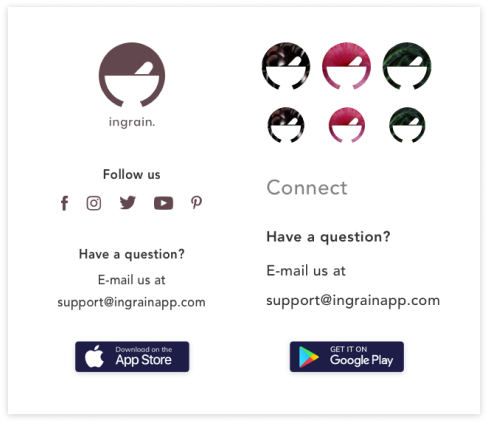 ingrain.
Follow us
Have a question?
E-mail us at
support@ingrainapp.com
Download on the
App Store
Connect
Have a question?
E-mail us at
support@ingrainapp.com
GET IT ON
Google Play